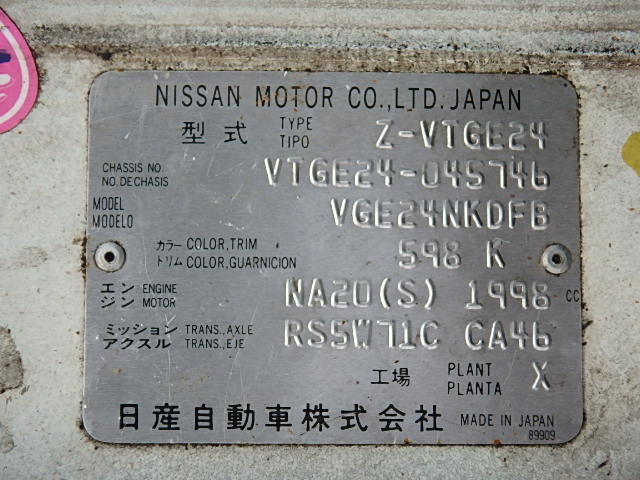 NISSAN MOTOR CO.,LTD. JAPAN
型式 TYPE TIPO Z-VTGE24
CHASSIS NO. NO. DE CHASIS VTGE24-045746
MODEL MODELO VGE24NKDFB
カラー COLOR,TRIM
トリム COLOR,GUARNICION 598 K
エンジン ENGINE MOTOR NA20(S) 1998 CC
ミッション TRANS.,AXLE
アクスル TRANS.,EJE RS5W71C CA46
工場 PLANT PLANTA X
日産自動車株式会社 MADE IN JAPAN
89909